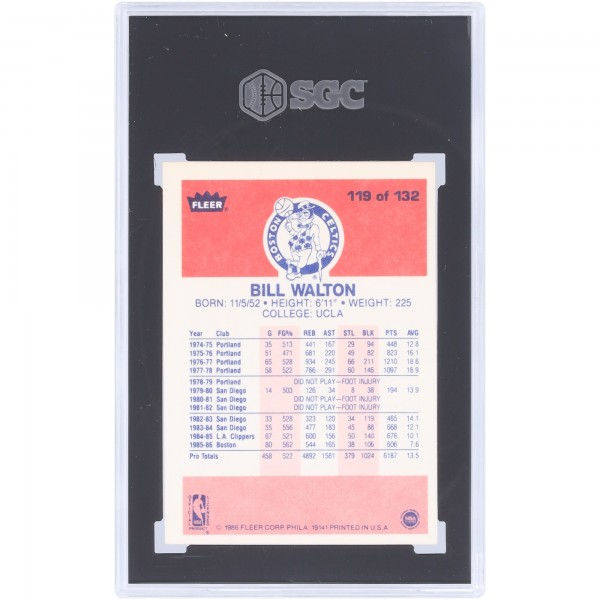 SGC
FLEER
119 of 132
BOSTON CELTICS
BILL WALTON
BORN: 11/5/52 • HEIGHT: 6'11" • WEIGHT: 225
COLLEGE: UCLA
Year Club G FG% REB AST STL BLK PTS AVG
1974-75 Portland 35 .513 441 167 29 94 448 12.8
1975-76 Portland 51 .471 681 220 49 82 823 16.1
1976-77 Portland 65 .528 934 245 66 211 1210 18.6
1977-78 Portland 58 .522 766 291 60 146 1097 18.9
1978-79 Portland DID NOT PLAY—FOOT INJURY
1979-80 San Diego 14 .503 126 34 8 38 194 13.9
1980-81 San Diego DID NOT PLAY—FOOT INJURY
1981-82 San Diego DID NOT PLAY—FOOT INJURY
1982-83 San Diego 33 .528 323 120 34 119 465 14.1
1983-84 San Diego 55 .556 477 183 45 88 668 12.1
1984-85 L.A. Clippers 67 .521 600 156 50 140 676 10.1
1985-86 Boston 80 .562 544 165 38 106 606 7.6
Pro Totals 458 .522 4892 1581 379 1024 6187 13.5
NBA
© 1986 FLEER CORP. PHILA. 19141 PRINTED IN U.S.A.